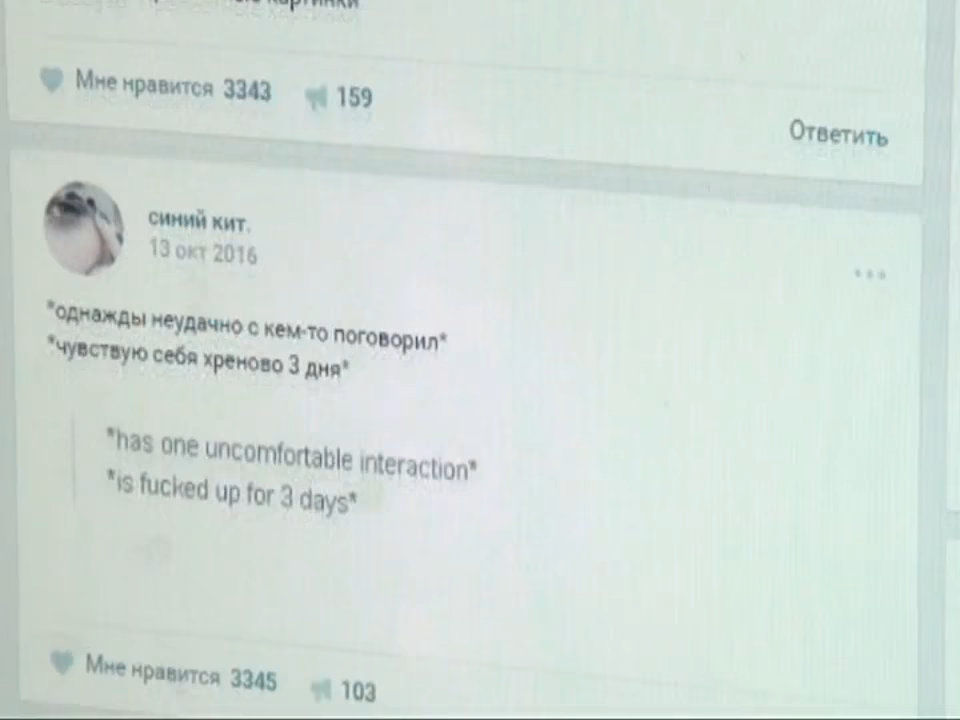 картинки
Мне нравится 3343 159
Ответить
синий кит.
13 окт 2016
*однажды неудачно с кем-то поговорил*
*чувствую себя хреново 3 дня*
*has one uncomfortable interaction*
*is fucked up for 3 days*
Мне нравится 3345 103